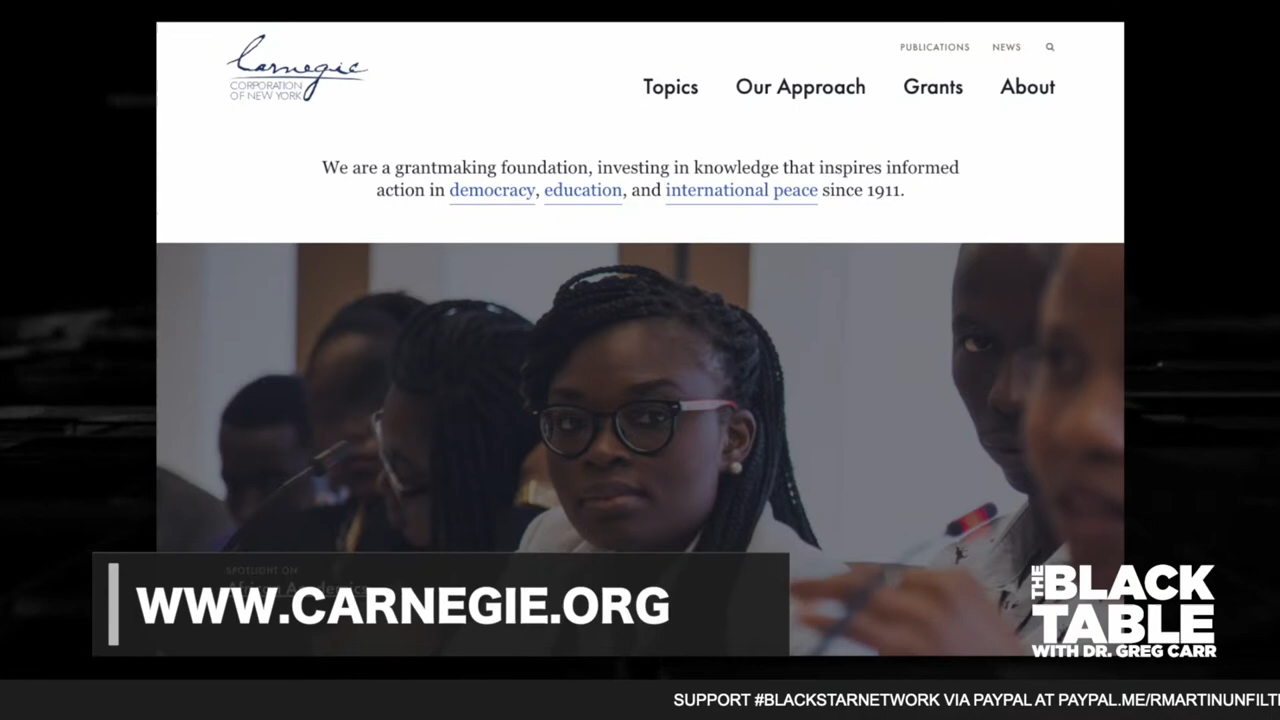 Carnegie
CORPORATION
OF NEW YORK
PUBLICATIONS NEWS
Topics Our Approach Grants About
We are a grantmaking foundation, investing in knowledge that inspires informed
action in democracy, education, and international peace since 1911.
SPOTLIGHT ON
WWW.CARNEGIE.ORG
THE BLACK
TABLE
WITH DR. GREG CARR
SUPPORT #BLACKSTARNETWORK VIA PAYPAL AT PAYPAL.ME/RMARTINUNFILT